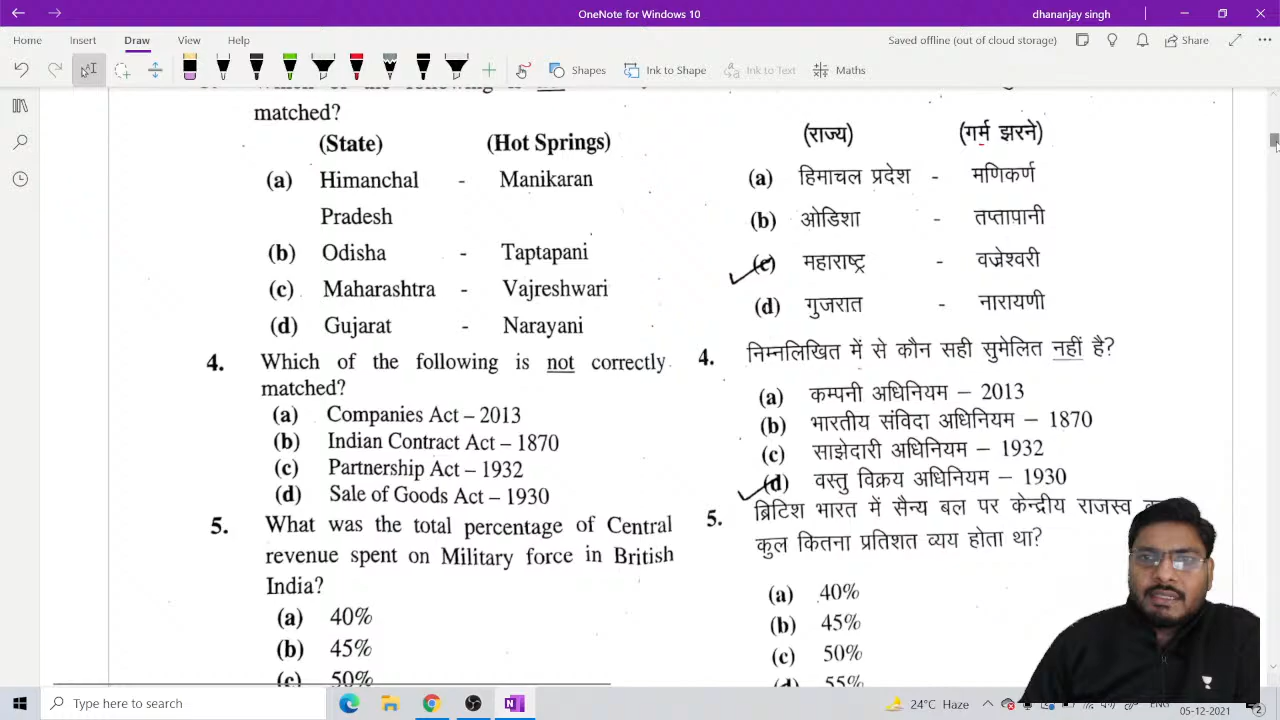 OneNote for Windows 10
dhananjay singh
Home Insert Draw View Help
Saved offline (out of cloud storage)
Share
Shapes Ink to Shape Ink to Text Maths
matched?
(State) (Hot Springs)
(a) Himanchal - Manikaran
Pradesh
(b) Odisha - Taptapani
(c) Maharashtra - Vajreshwari
(d) Gujarat - Narayani
4. Which of the following is not correctly
matched?
(a) Companies Act – 2013
(b) Indian Contract Act – 1870
(c) Partnership Act – 1932
(d) Sale of Goods Act – 1930
5. What was the total percentage of Central
revenue spent on Military force in British
India?
(a) 40%
(b) 45%
(c) 50%
(राज्य) (गर्म झरने)
(a) हिमाचल प्रदेश - मणिकर्ण
(b) ओडिशा - तप्तापानी
(c) महाराष्ट्र - वज्रेश्वरी
(d) गुजरात - नारायणी
4. निम्नलिखित में से कौन सही सुमेलित नहीं है?
(a) कम्पनी अधिनियम – 2013
(b) भारतीय संविदा अधिनियम – 1870
(c) साझेदारी अधिनियम – 1932
(d) वस्तु विक्रय अधिनियम – 1930
5. ब्रिटिश भारत में सैन्य बल पर केन्द्रीय राजस्व
कुल कितना प्रतिशत व्यय होता था?
(a) 40%
(b) 45%
(c) 50%
(d) 55%
Type here to search
24°C Haze
05-12-2021